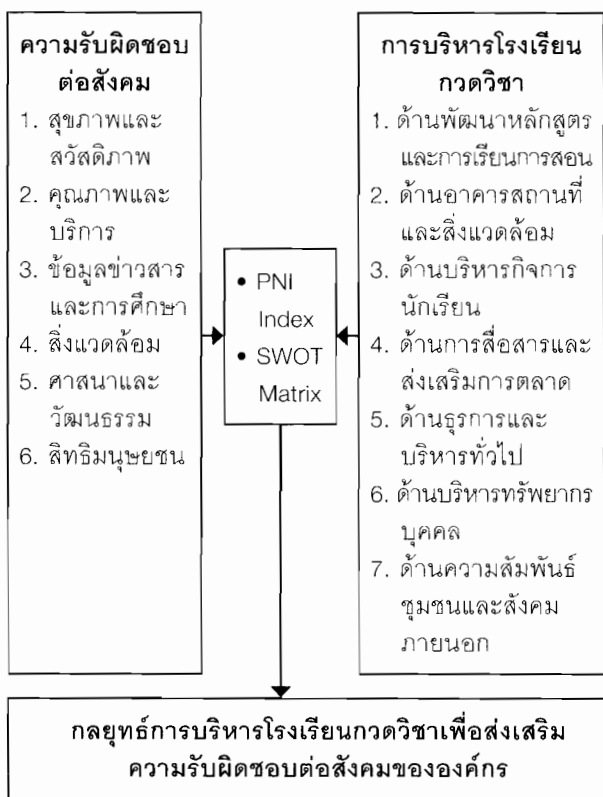 ความรับผิดชอบ
ต่อสังคม
1. สุขภาพและ
สวัสดิภาพ
2. คุณภาพและ
บริการ
3. ข้อมูลข่าวสาร
และการศึกษา
4. สิ่งแวดล้อม
5. ศาสนาและ
วัฒนธรรม
6. สิทธิมนุษยชน
• PNI
Index
• SWOT
Matrix
การบริหารโรงเรียน
กวดวิชา
1. ด้านพัฒนาหลักสูตร
และการเรียนการสอน
2. ด้านอาคารสถานที่
และสิ่งแวดล้อม
3. ด้านบริหารกิจการ
นักเรียน
4. ด้านการสื่อสารและ
ส่งเสริมการตลาด
5. ด้านธุรการและ
บริหารทั่วไป
6. ด้านบริหารทรัพยากร
บุคคล
7. ด้านความสัมพันธ์
ชุมชนและสังคม
ภายนอก
กลยุทธ์การบริหารโรงเรียนกวดวิชาเพื่อส่งเสริม
ความรับผิดชอบต่อสังคมขององค์กร